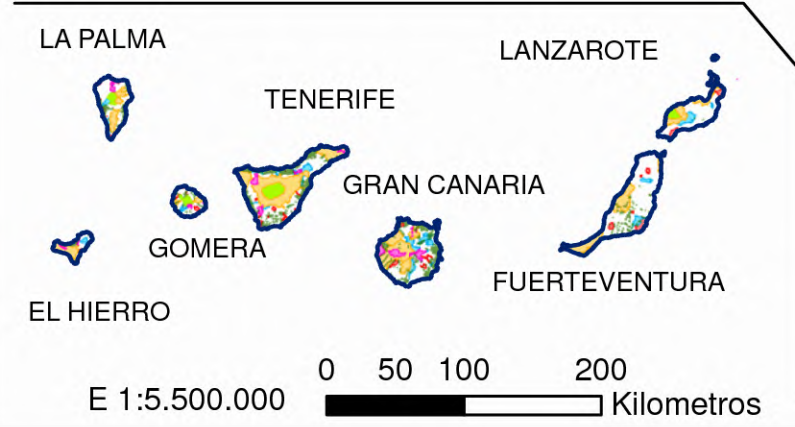 LA PALMA
LANZAROTE
TENERIFE
GRAN CANARIA
GOMERA
FUERTEVENTURA
EL HIERRO
0 50 100 200
E 1:5.500.000
Kilometros